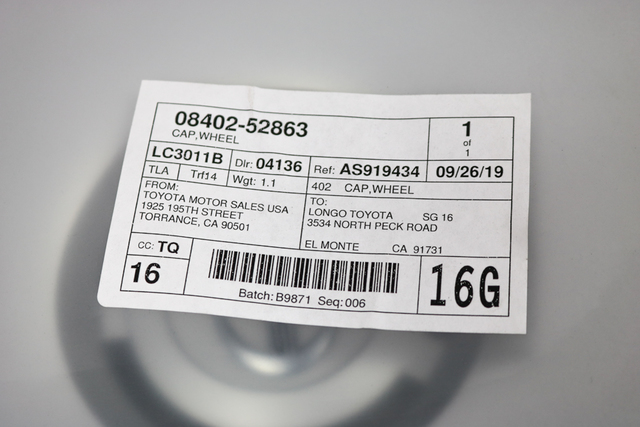 08402-52863
CAP,WHEEL
1
of
1
LC3011B Dlr: 04136 Ref: AS919434 09/26/19
TLA Trf14 Wgt: 1.1 402 CAP,WHEEL
FROM:
TOYOTA MOTOR SALES USA
1925 195TH STREET
TORRANCE, CA 90501
TO:
LONGO TOYOTA SG 16
3534 NORTH PECK ROAD
EL MONTE CA 91731
CC: TQ
16
Batch: B9871 Seq: 006
16G